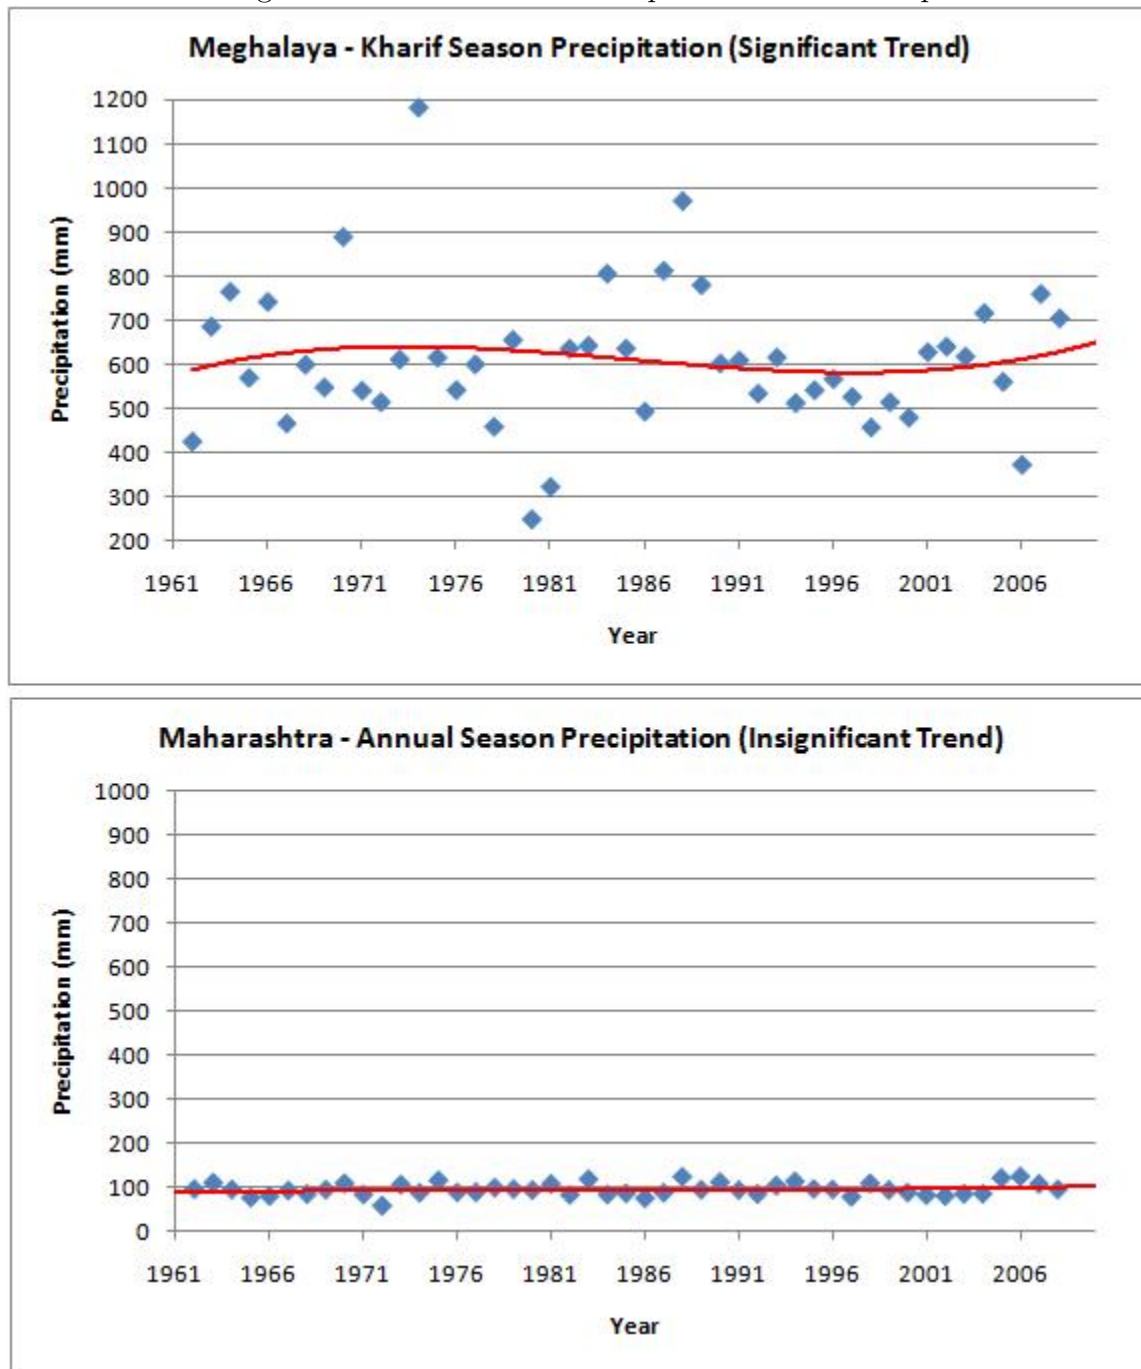 Meghalaya - Kharif Season Precipitation (Significant Trend)
1200
1100
1000
900
800
700
600
500
400
300
200
Precipitation (mm)
1961 1966 1971 1976 1981 1986 1991 1996 2001 2006
Year
Maharashtra - Annual Season Precipitation (Insignificant Trend)
1000
900
800
700
600
500
400
300
200
100
0
Precipitation (mm)
1961 1966 1971 1976 1981 1986 1991 1996 2001 2006
Year